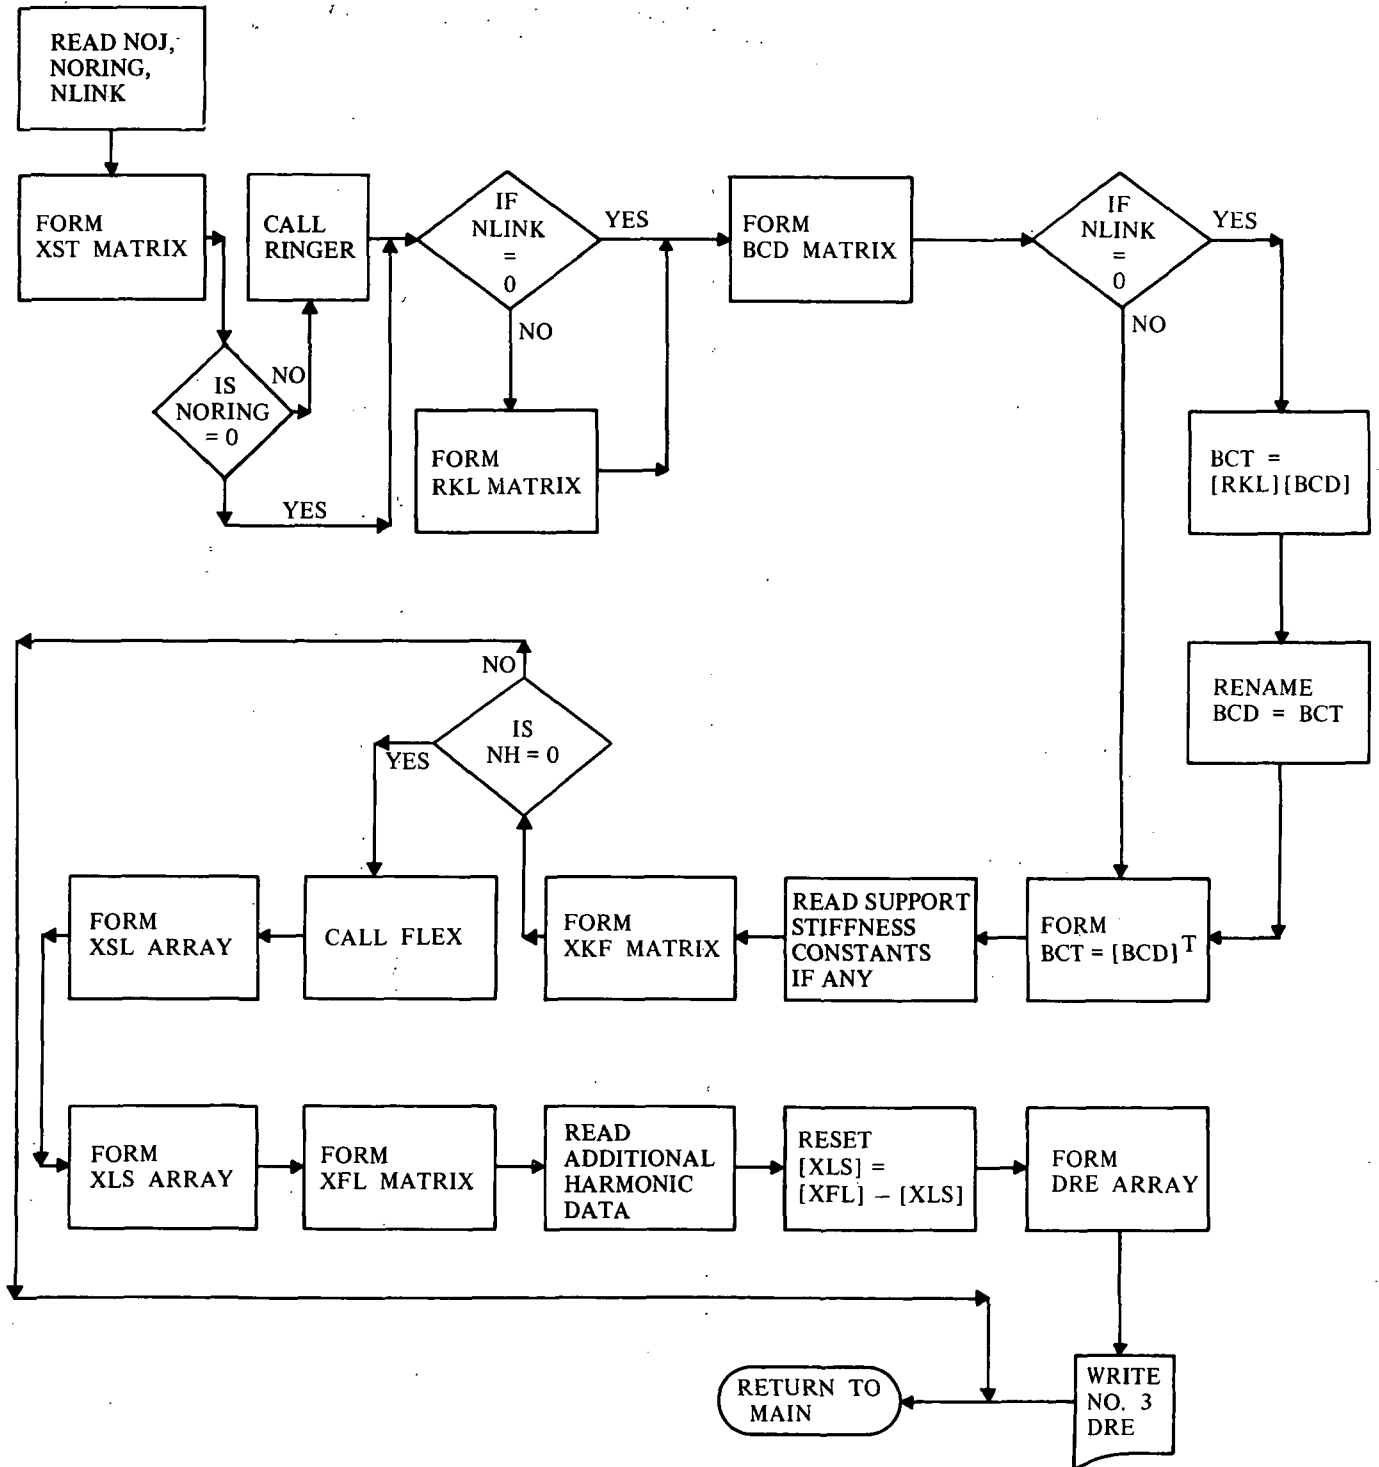 READ NOJ,
NORING,
NLINK
FORM
XST MATRIX
CALL
RINGER
IF
NLINK
=
0
YES
NO
FORM
BCD MATRIX
IF
NLINK
=
0
YES
NO
IS
NORING
= 0
NO
YES
FORM
RKL MATRIX
BCT =
[RKL] [BCD]
RENAME
BCD = BCT
NO
IS
NH = 0
YES
FORM
XSL ARRAY
CALL FLEX
FORM
XKF MATRIX
READ SUPPORT
STIFFNESS
CONSTANTS
IF ANY
FORM
BCT = [BCD] T
FORM
XLS ARRAY
FORM
XFL MATRIX
READ
ADDITIONAL
HARMONIC
DATA
RESET
[XLS] =
[XFL] – [XLS]
FORM
DRE ARRAY
RETURN TO
MAIN
WRITE
NO. 3
DRE